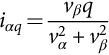 i_{αq} = \frac{ν_β q}{ν_α^2 + ν_β^2}